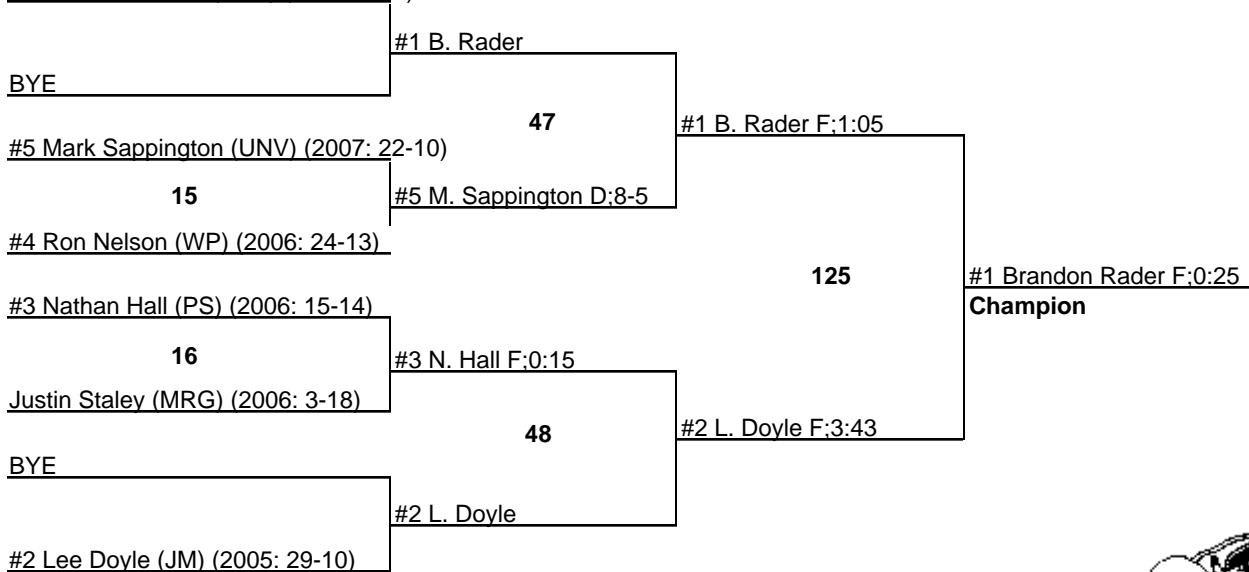 #1 B. Rader
BYE
47
#1 B. Rader F;1:05
#5 Mark Sappington (UNV) (2007: 22-10)
15
#5 M. Sappington D;8-5
#4 Ron Nelson (WP) (2006: 24-13)
125
#1 Brandon Rader F;0:25
Champion
#3 Nathan Hall (PS) (2006: 15-14)
16
#3 N. Hall F;0:15
Justin Staley (MRG) (2006: 3-18)
48
#2 L. Doyle F;3:43
BYE
#2 L. Doyle
#2 Lee Doyle (JM) (2005: 29-10)